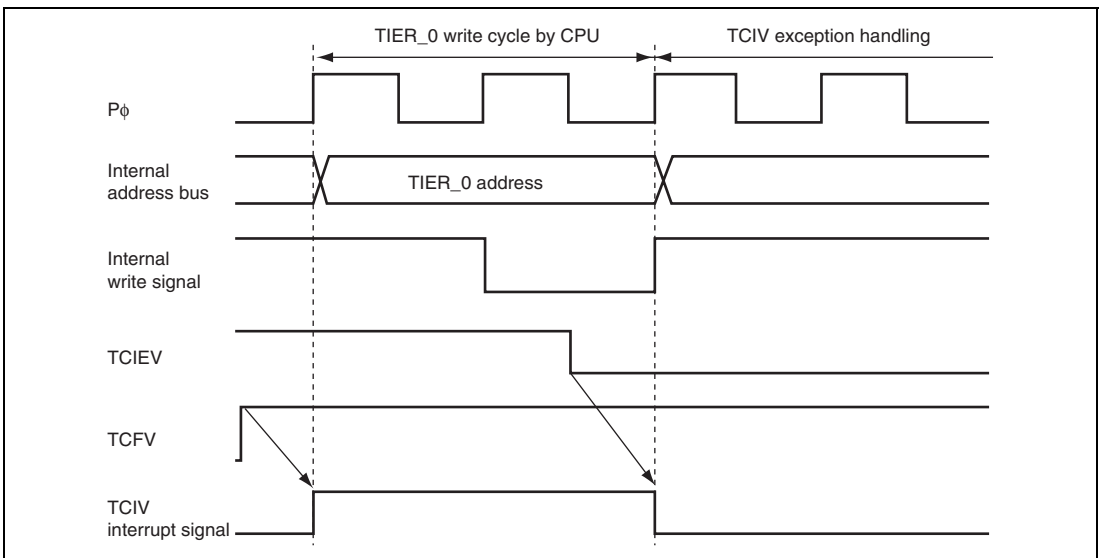 TIER_0 write cycle by CPU
TCIV exception handling
Pϕ
Internal
address bus
TIER_0 address
Internal
write signal
TCIEV
TCFV
TCIV
interrupt signal